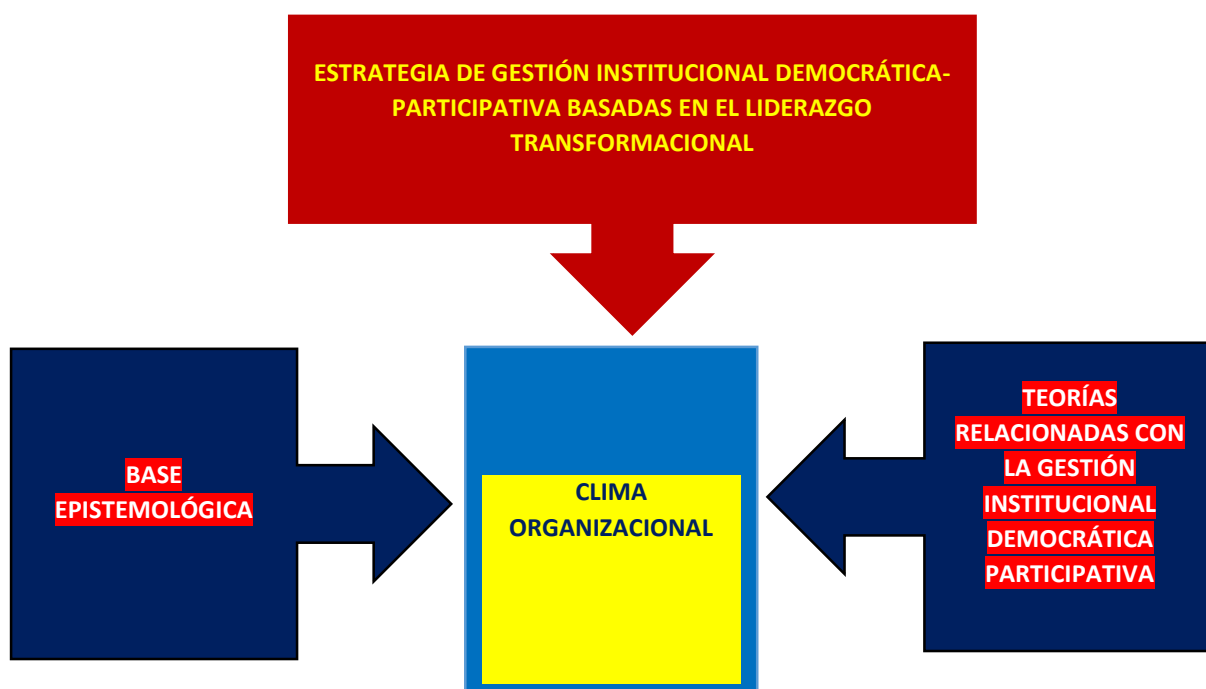 ESTRATEGIA DE GESTIÓN INSTITUCIONAL DEMOCRÁTICA-
PARTICIPATIVA BASADAS EN EL LIDERAZGO
TRANSFORMACIONAL
BASE
EPISTEMOLÓGICA
CLIMA
ORGANIZACIONAL
TEORÍAS
RELACIONADAS CON
LA GESTIÓN
INSTITUCIONAL
DEMOCRÁTICA
PARTICIPATIVA